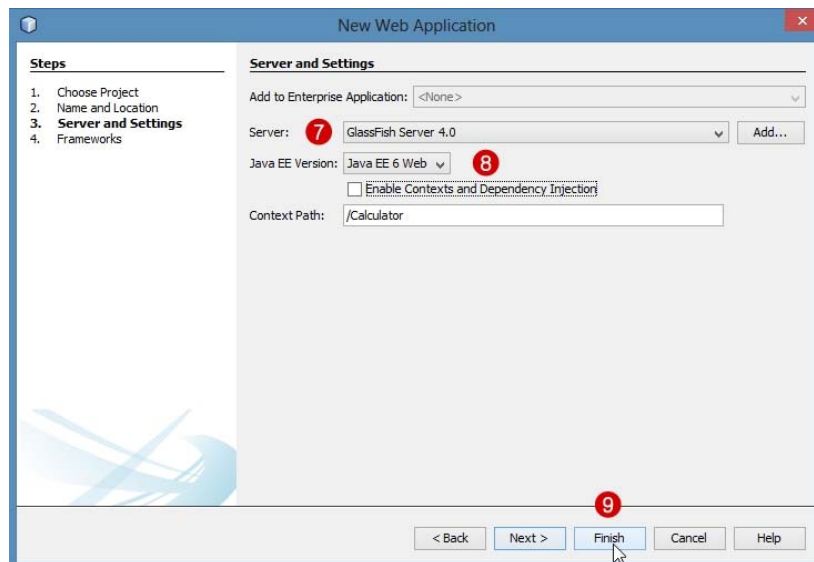 New Web Application
Steps
1. Choose Project
2. Name and Location
3. Server and Settings
4. Frameworks
Server and Settings
Add to Enterprise Application: <None>
Server: 7 GlassFish Server 4.0 Add...
Java EE Version: Java EE 6 Web 8
Enable Contexts and Dependency Injection
Context Path: /Calculator
9
< Back Next > Finish Cancel Help